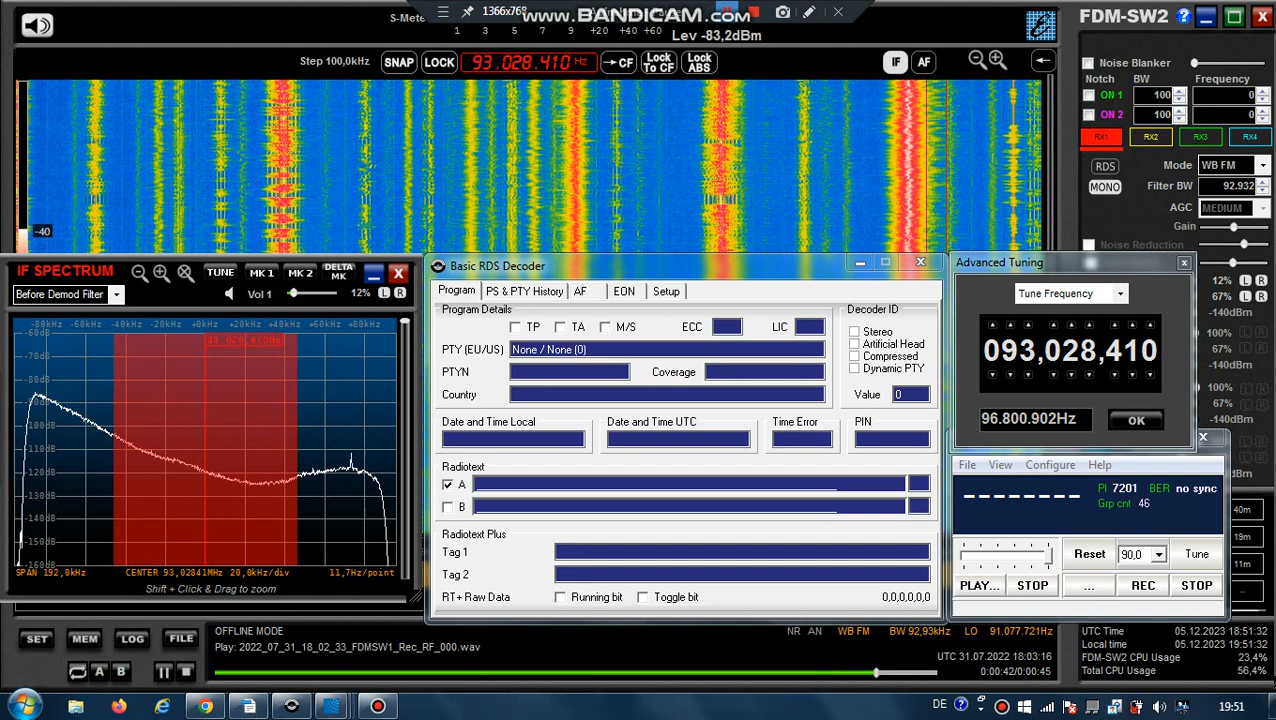 1366x768
www.BANDICAM.com
S-Meter
1 3 5 7 9 +20 +40 +60
Lev -83,2dBm
FDM-SW2
Step 100,0kHz SNAP LOCK 93.028.410 Hz →CF Lock To CF Lock ABS IF AF
Noise Blanker
Notch BW Frequency
ON 1 100 0
ON 2 100 0
RX1 RX2 RX3 RX4
RDS Mode WB FM
MONO Filter BW 92.932
AGC MEDIUM
Gain
Noise Reduction
-40
12% L R
67% L R
-140dBm
100%
67%
-140dBm
100%
67%
-140dBm
40m
19m
11m
IF SPECTRUM TUNE MK 1 MK 2 DELTA MK
Before Demod Filter Vol 1 12% L R
-80kHz -60kHz -40kHz -20kHz +0kHz +20kHz +40kHz +60kHz +80kHz
93.028.410Hz
-60dB
-70dB
-80dB
-90dB
-100dB
-110dB
-120dB
-130dB
-140dB
-150dB
-160dB
SPAN 192,0kHz CENTER 93,02841MHz 20,0kHz/div 11,7Hz/point
Shift + Click & Drag to zoom
Basic RDS Decoder
Program PS & PTY History AF EON Setup
Program Details
TP TA M/S ECC LIC
PTY (EU/US) None / None (0)
PTYN Coverage
Country
Decoder ID
Stereo
Artificial Head
Compressed
Dynamic PTY
Value 0
Date and Time Local Date and Time UTC Time Error PIN
Radiotext
A
B
Radiotext Plus
Tag 1
Tag 2
RT+ Raw Data Running bit Toggle bit 0,0,0,0,0,0
Advanced Tuning
Tune Frequency
093,028,410
96.800.902Hz OK
File View Configure Help
-------- PI 7201 BER no sync
Grp cnt 46
Reset 90,0 Tune
PLAY... STOP ... REC STOP
SET MEM LOG FILE
A B
OFFLINE MODE NR AN WB FM BW 92,93kHz LO 91.077.721Hz
Play: 2022_07_31_18_02_33_FDMSW1_Rec_RF_000.wav
UTC 31.07.2022 18:03:16
0:00:42/0:00:45
UTC Time 05.12.2023 18:51:32
Local time 05.12.2023 19:51:32
FDM-SW2 CPU Usage 23,4%
Total CPU Usage 56,4%
DE 19:51